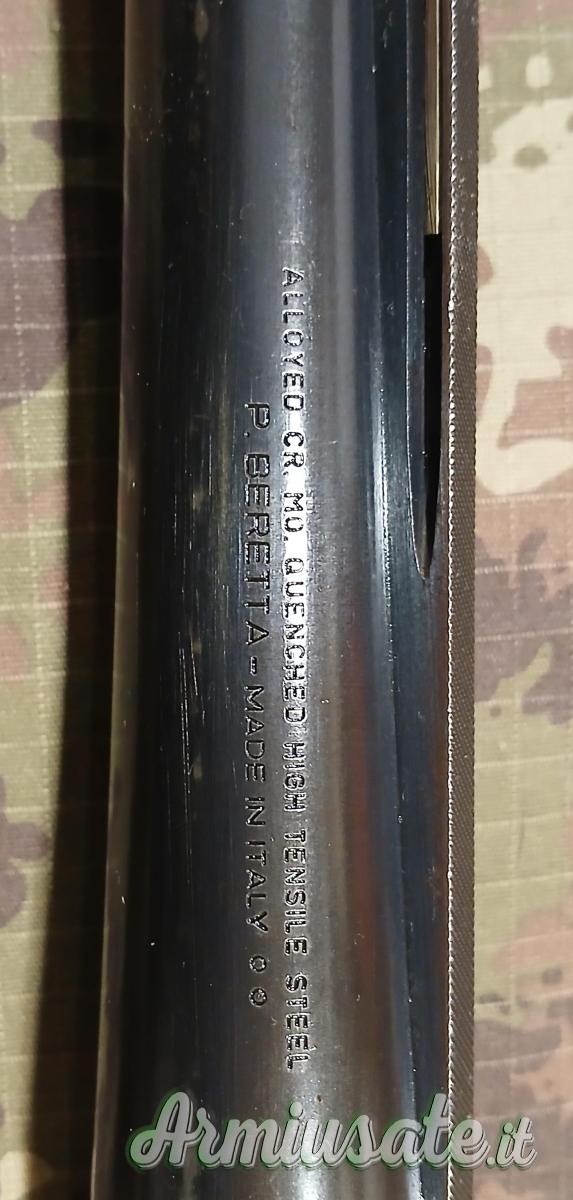 ALLOYED CR. MO. QUENCHED HIGH TENSILE STEEL
P. BERETTA - MADE IN ITALY
Armiusate.it